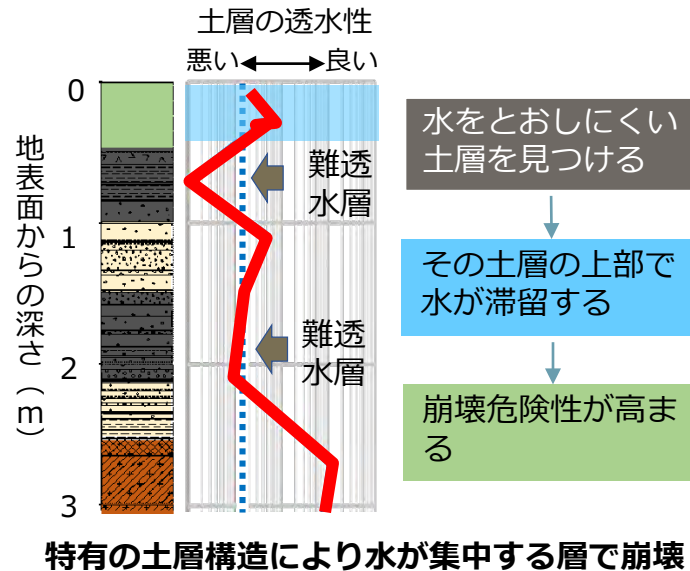 土層の透水性
悪い
良い
地表面からの深さ(m)
0
1
2
3
難透
水層
難透
水層
水をとおしにくい
土層を見つける
その土層の上部で
水が滞留する
崩壊危険性が高ま
る
特有の土層構造により水が集中する層で崩壊